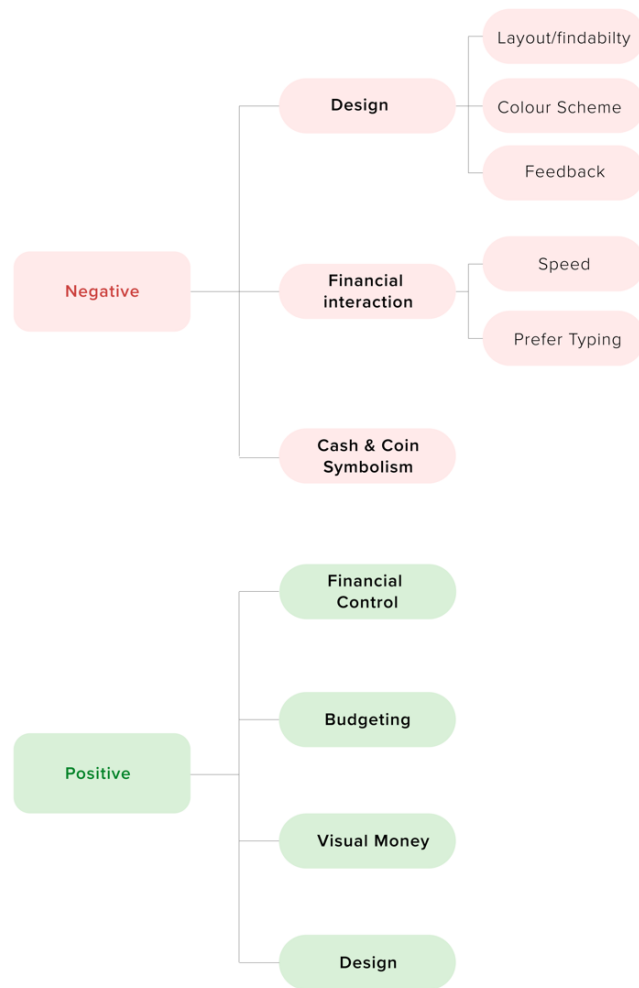 Layout/findabilty
Design
Colour Scheme
Feedback
Negative
Financial
interaction
Speed
Prefer Typing
Cash & Coin
Symbolism
Financial
Control
Budgeting
Positive
Visual Money
Design